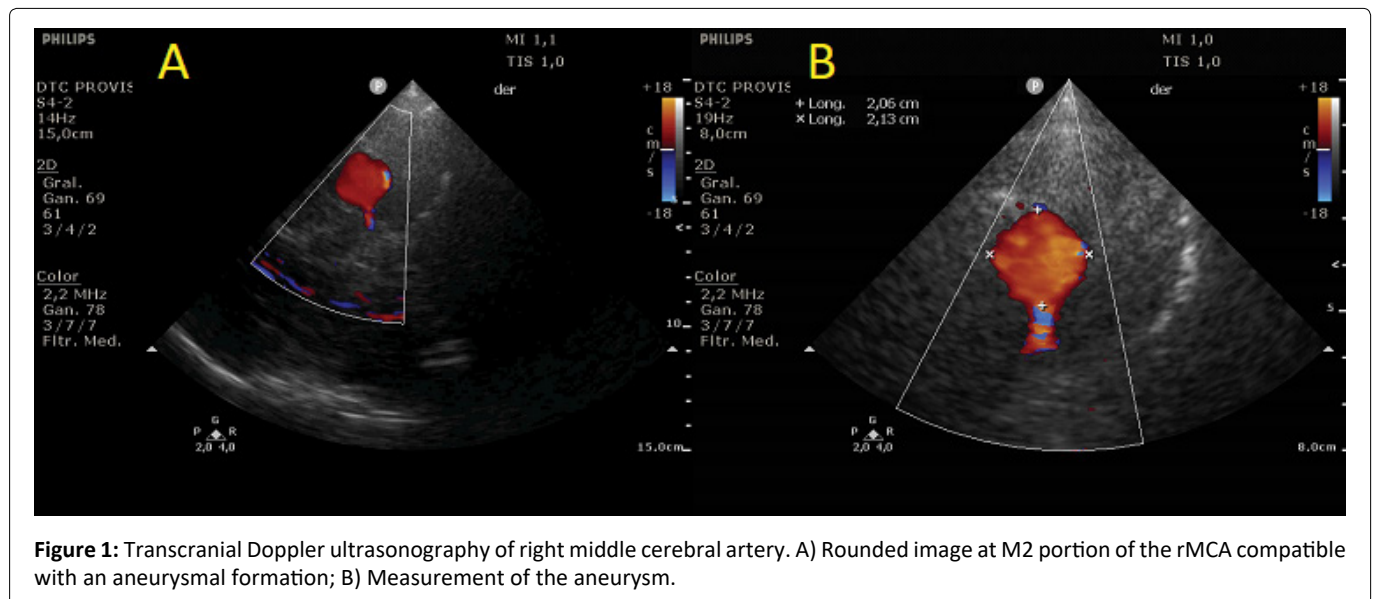 PHILIPS
A
MI 1,1
TIS 1,0
P
der
DTC PROVIS
S4-2
14Hz
15,0cm
2D
Gral.
Gan. 69
61
3/4/2
Color
2,2 MHz
Gan. 78
3/7/7
Fltr. Med.
+18
c
m
/
s
-18
10
G
P R
2,0 4,0
15.0cm
PHILIPS
B
MI 1,0
TIS 1,0
P
der
DTC PROVIS
S4-2
19Hz
8,0cm
+ Long. 2,06 cm
× Long. 2,13 cm
2D
Gral.
Gan. 69
61
3/4/2
Color
2,2 MHz
Gan. 78
3/7/7
Fltr. Med.
+18
c
m
/
s
-18
5
G
P R
2,0 4,0
8.0cm
Figure 1: Transcranial Doppler ultrasonography of right middle cerebral artery. A) Rounded image at M2 portion of the rMCA compatible
with an aneurysmal formation; B) Measurement of the aneurysm.